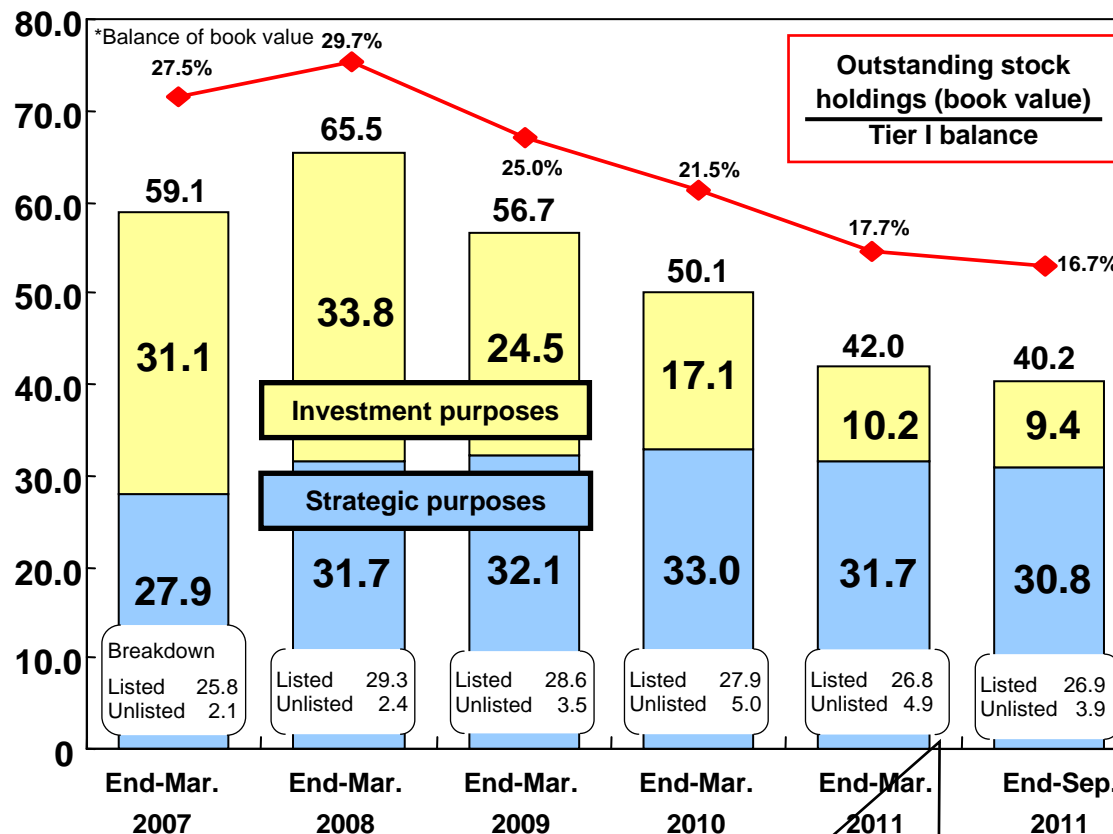 80.0
*Balance of book value
29.7%
27.5%
Outstanding stock
holdings (book value)
Tier I balance
70.0
65.5
25.0%
21.5%
59.1
60.0
56.7
17.7%
16.7%
50.1
50.0
33.8
31.1
24.5
42.0
40.2
17.1
40.0
Investment purposes
10.2
9.4
30.0
Strategic purposes
20.0
27.9
31.7
32.1
33.0
31.7
30.8
10.0
Breakdown
Listed 25.8
Unlisted 2.1
Listed 29.3
Unlisted 2.4
Listed 28.6
Unlisted 3.5
Listed 27.9
Unlisted 5.0
Listed 26.8
Unlisted 4.9
Listed 26.9
Unlisted 3.9
0
End-Mar. End-Mar. End-Mar. End-Mar. End-Mar. End-Sep.
2007 2008 2009 2010 2011 2011